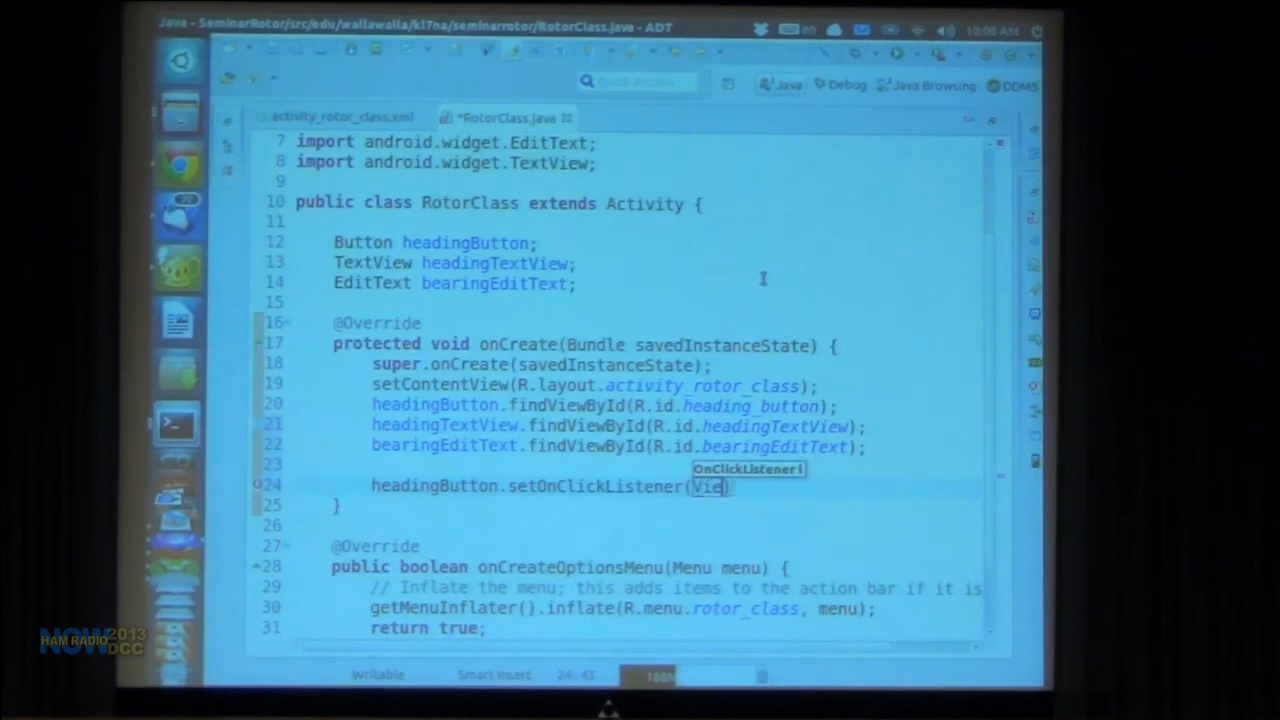 Java - SeminarRotor/src/edu/wallawalla/kl7na/seminarrotor/RotorClass.java - ADT
en
10:08 AM
Java
Debug
Java Browsing
DDMS
activity_rotor_class.xml
*RotorClass.java
7 import android.widget.EditText;
8 import android.widget.TextView;
9
10 public class RotorClass extends Activity {
11
12 Button headingButton;
13 TextView headingTextView;
14 EditText bearingEditText;
15
16 @Override
17 protected void onCreate(Bundle savedInstanceState) {
18 super.onCreate(savedInstanceState);
19 setContentView(R.layout.activity_rotor_class);
20 headingButton.findViewById(R.id.heading_button);
21 headingTextView.findViewById(R.id.headingTextView);
22 bearingEditText.findViewById(R.id.bearingEditText);
23
OnClickListener l
24 headingButton.setOnClickListener(Vie)
25 }
26
27 @Override
28 public boolean onCreateOptionsMenu(Menu menu) {
29 // Inflate the menu; this adds items to the action bar if it is
30 getMenuInflater().inflate(R.menu.rotor_class, menu);
31 return true;
Writable
Smart Insert
24:43
188M
HAM RADIO
NOW
2013
DCC